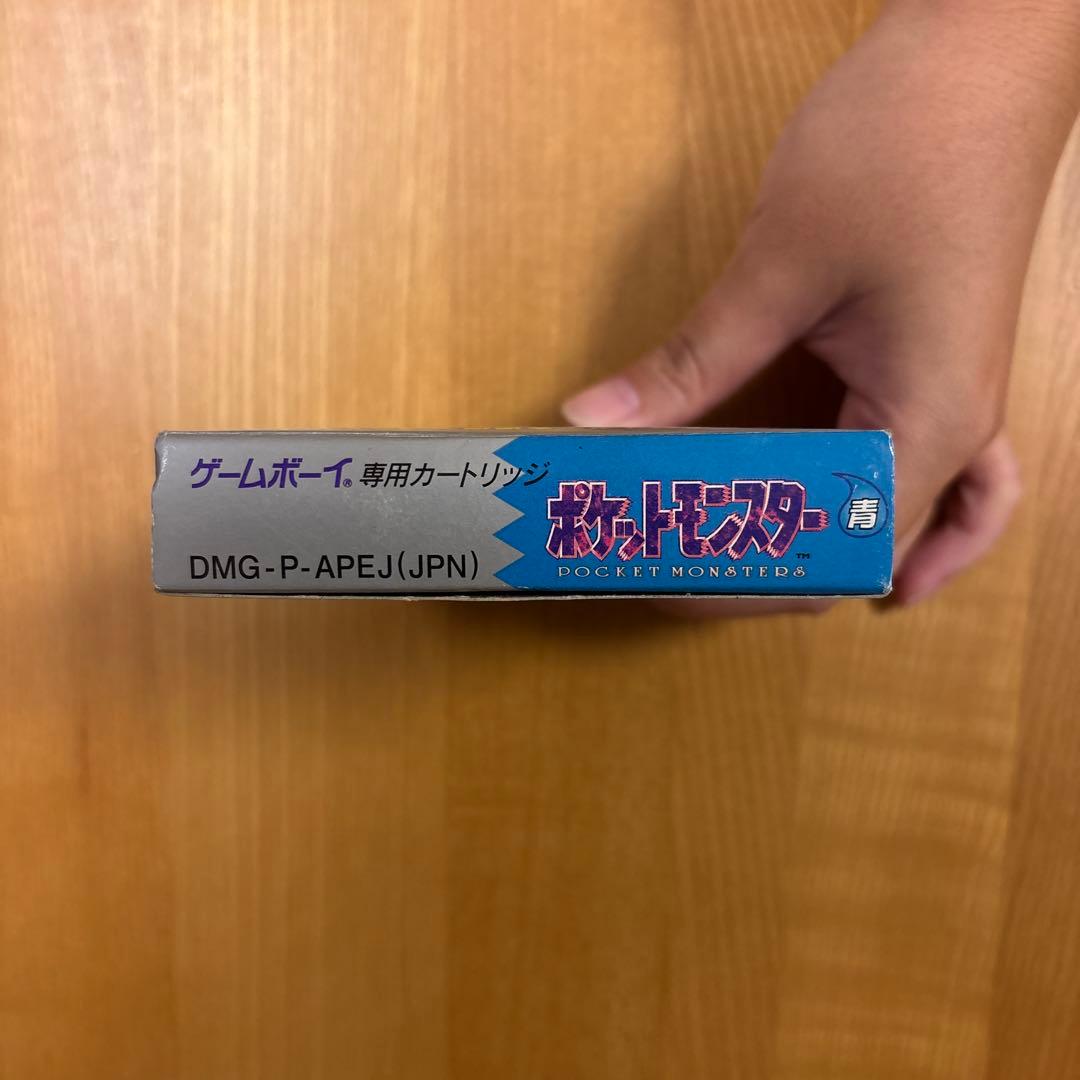 ゲームボーイ® 専用カートリッジ
DMG-P-APEJ(JPN)
ポケットモンスター™
POCKET MONSTERS
青